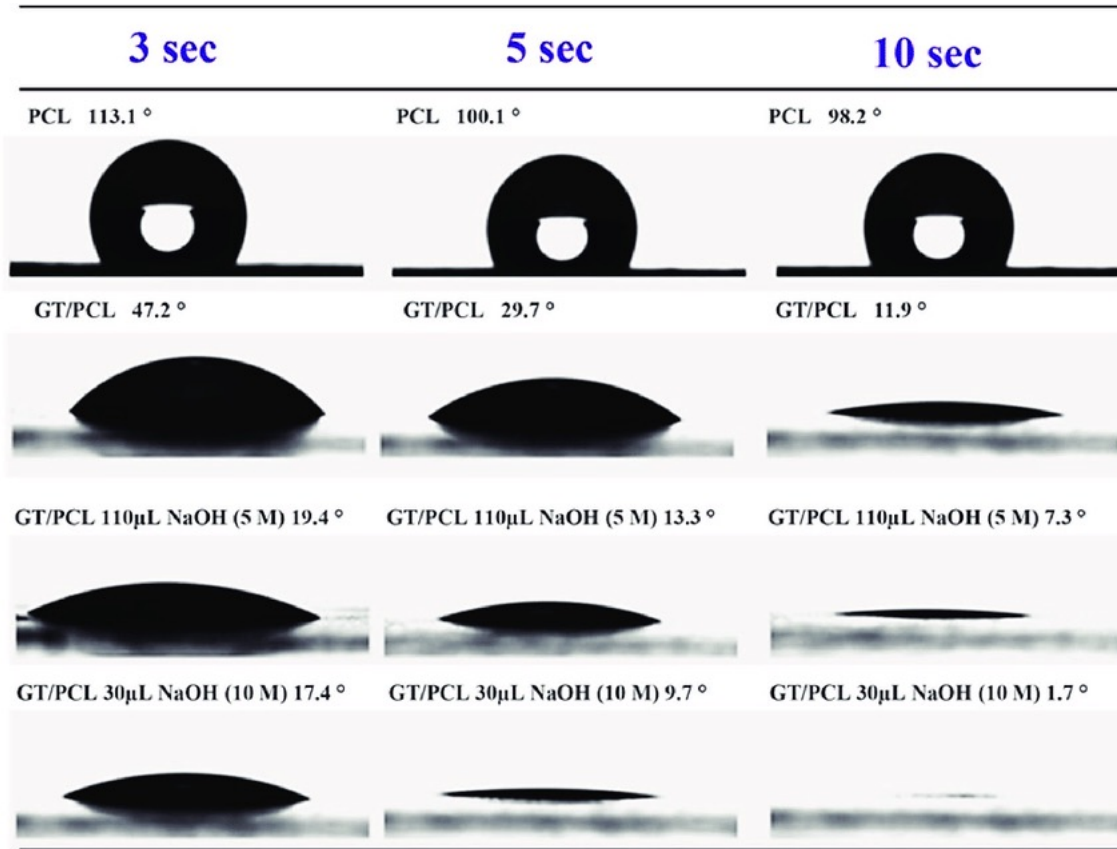 3 sec 5 sec 10 sec
PCL 113.1 ° PCL 100.1 ° PCL 98.2 °
GT/PCL 47.2 ° GT/PCL 29.7 ° GT/PCL 11.9 °
GT/PCL 110µL NaOH (5 M) 19.4 ° GT/PCL 110µL NaOH (5 M) 13.3 ° GT/PCL 110µL NaOH (5 M) 7.3 °
GT/PCL 30µL NaOH (10 M) 17.4 ° GT/PCL 30µL NaOH (10 M) 9.7 ° GT/PCL 30µL NaOH (10 M) 1.7 °